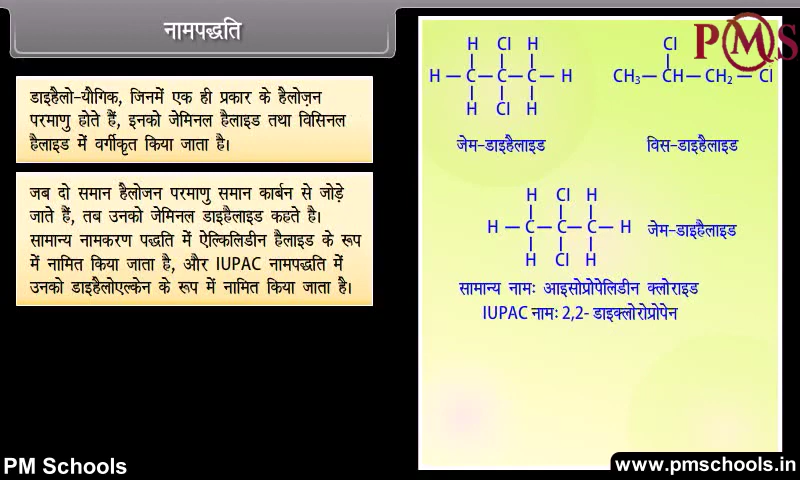 नामपद्धति
PMS
डाइहैलो-यौगिक, जिनमें एक ही प्रकार के हैलोज़न
परमाणु होते हैं, इनको जेमिनल हैलाइड तथा विसिनल
हैलाइड में वर्गीकृत किया जाता है।
जब दो समान हैलोजन परमाणु समान कार्बन से जोड़े
जाते हैं, तब उनको जेमिनल डाइहैलाइड कहते है।
सामान्य नामकरण पद्धति में ऐल्किलिडीन हैलाइड के रूप
में नामित किया जाता है, और IUPAC नामपद्धति में
उनको डाइहैलोएल्केन के रूप में नामित किया जाता है।
H Cl H
H – C – C – C – H
H Cl H
जेम-डाइहैलाइड
Cl
CH₃ – CH – CH₂ – Cl
विस-डाइहैलाइड
H Cl H
H – C – C – C – H
H Cl H
जेम-डाइहैलाइड
सामान्य नामः आइसोप्रोपेलिडीन क्लोराइड
IUPAC नामः 2,2- डाइक्लोरोप्रोपेन
PM Schools
www.pmschools.in